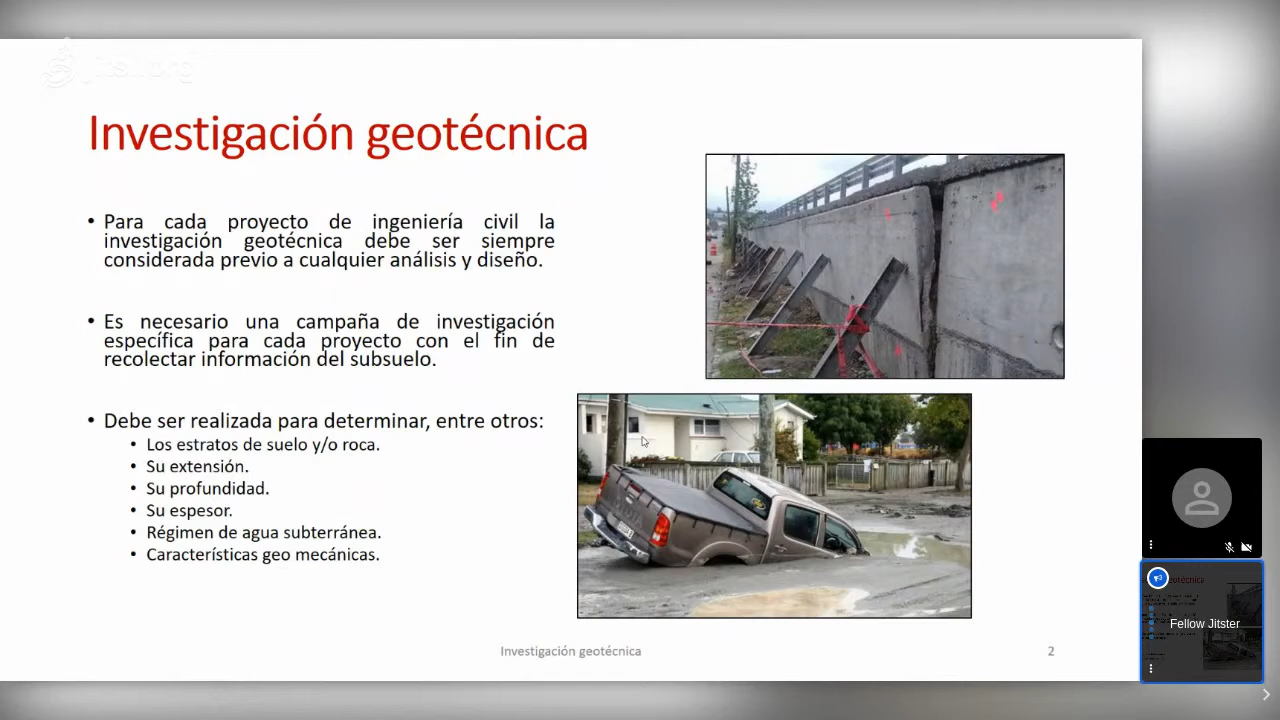 jitsi.org
Investigación geotécnica
• Para cada proyecto de ingeniería civil la
investigación geotécnica debe ser siempre
considerada previo a cualquier análisis y diseño.
• Es necesario una campaña de investigación
específica para cada proyecto con el fin de
recolectar información del subsuelo.
• Debe ser realizada para determinar, entre otros:
• Los estratos de suelo y/o roca.
• Su extensión.
• Su profundidad.
• Su espesor.
• Régimen de agua subterránea.
• Características geo mecánicas.
Investigación geotécnica
2
Fellow Jitster